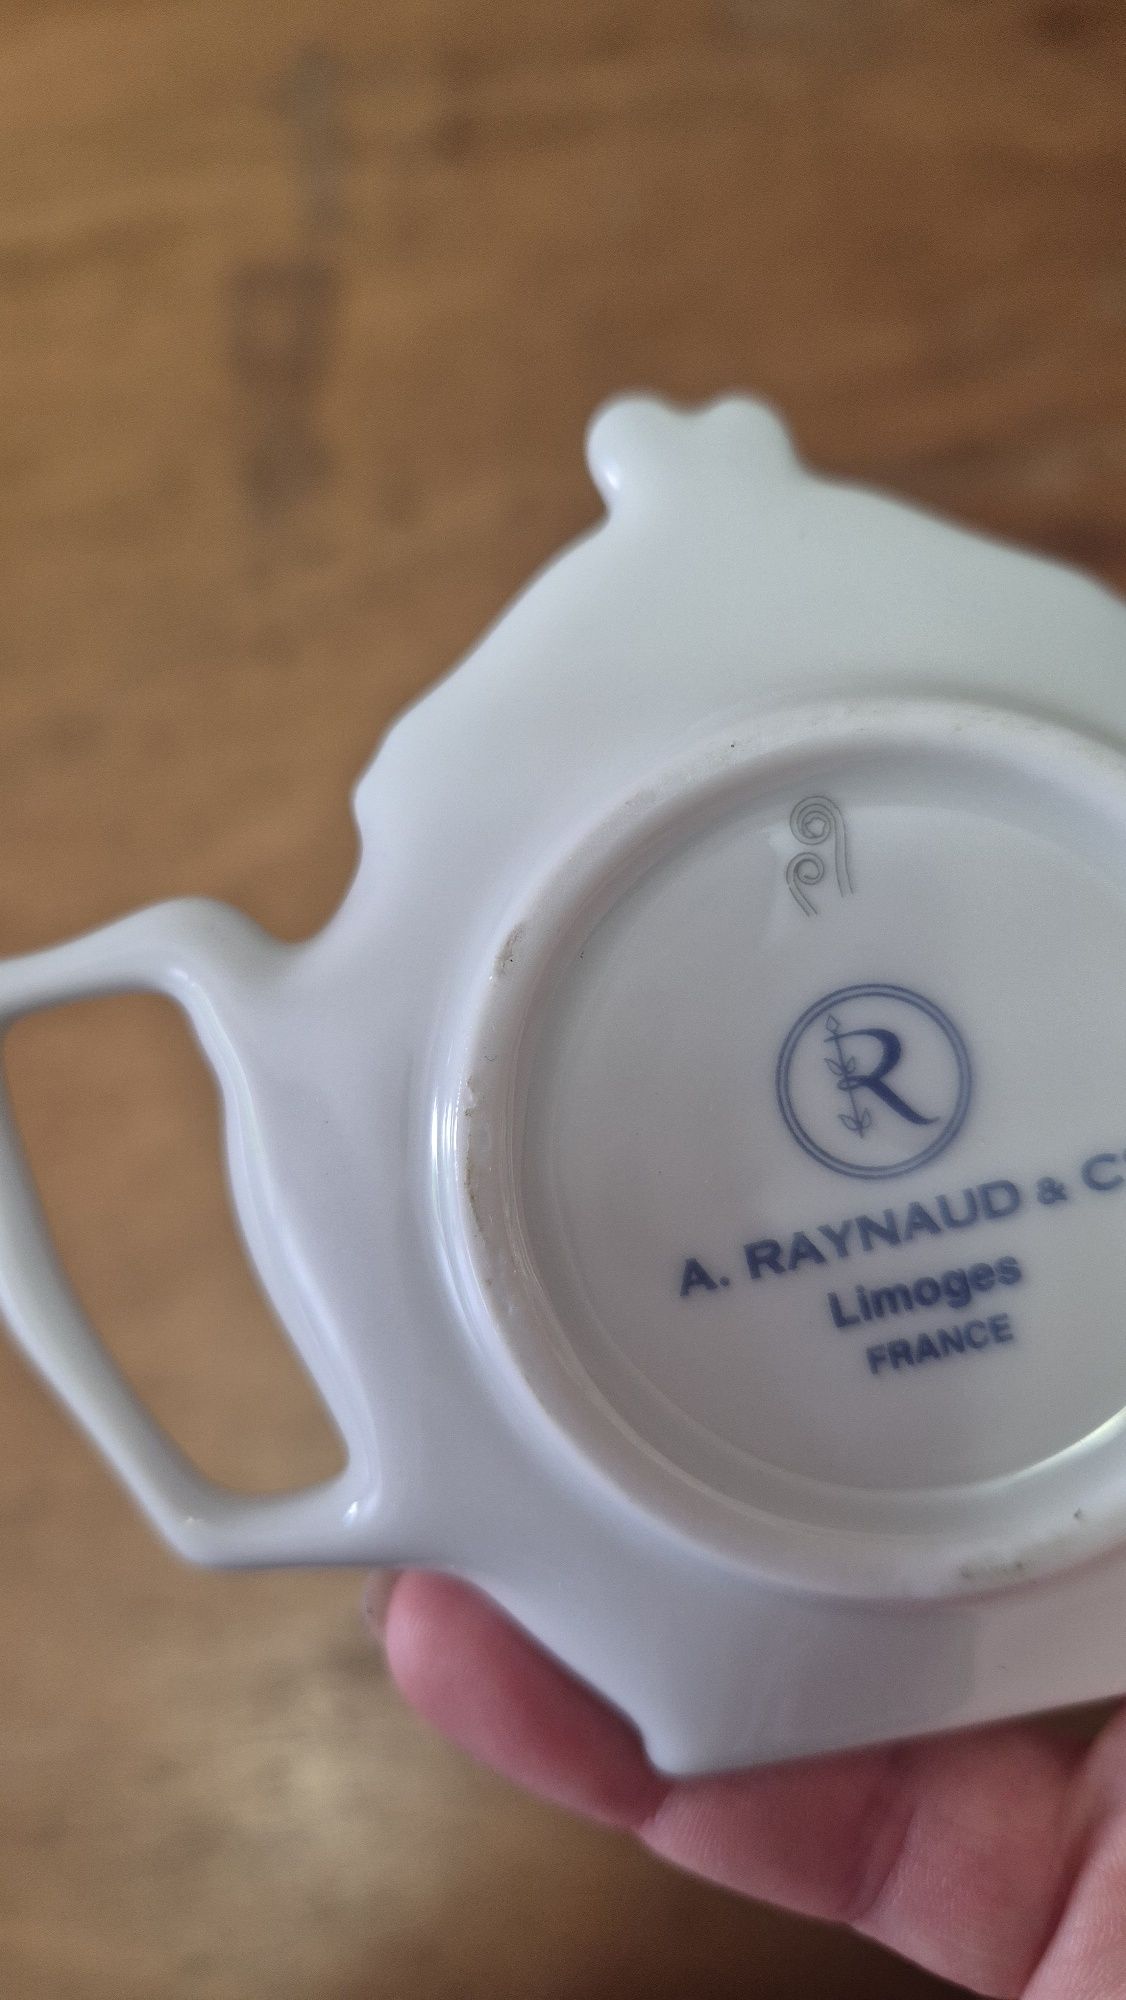 R
A. RAYNAUD & C
Limoges
FRANCE